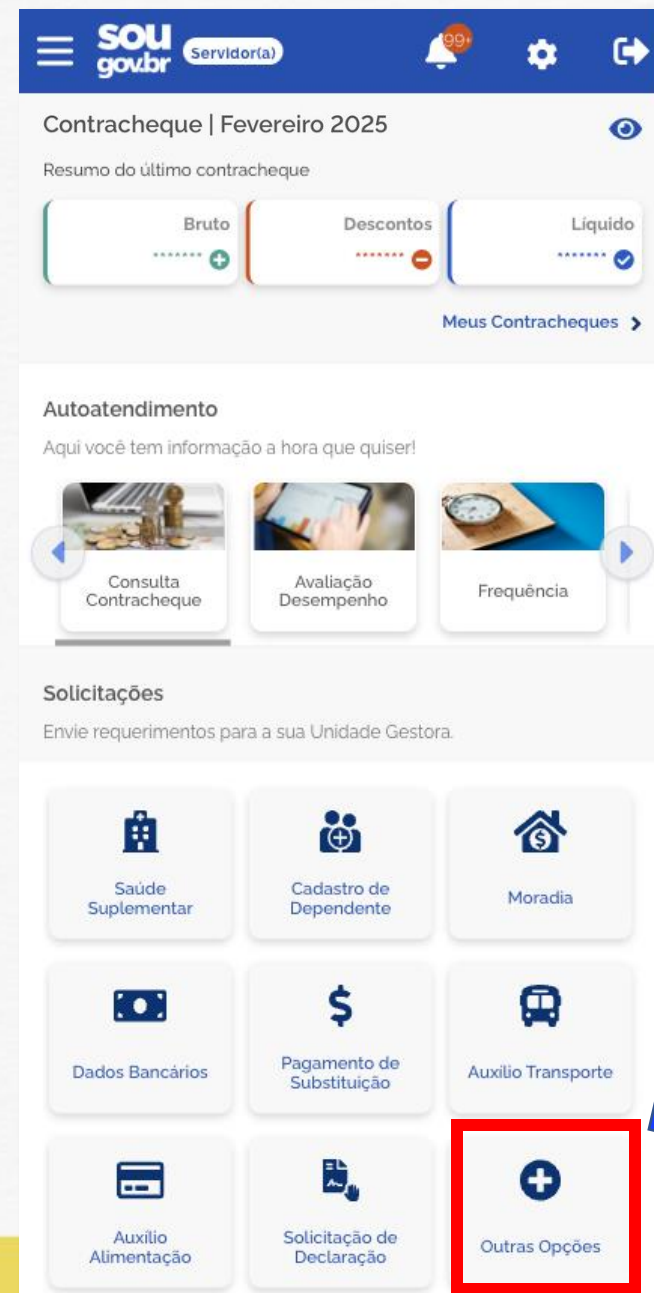 sou
gov.br
Servidor(a)
99+
Contracheque | Fevereiro 2025
Resumo do último contracheque
Bruto
*******
Descontos
*******
Líquido
*******
Meus Contracheques
Autoatendimento
Aqui você tem informação a hora que quiser!
Consulta
Contracheque
Avaliação
Desempenho
Frequência
Solicitações
Envie requerimentos para a sua Unidade Gestora.
Saúde
Suplementar
Cadastro de
Dependente
Moradia
Dados Bancários
Pagamento de
Substituição
Auxílio Transporte
Auxílio
Alimentação
Solicitação de
Declaração
Outras Opções